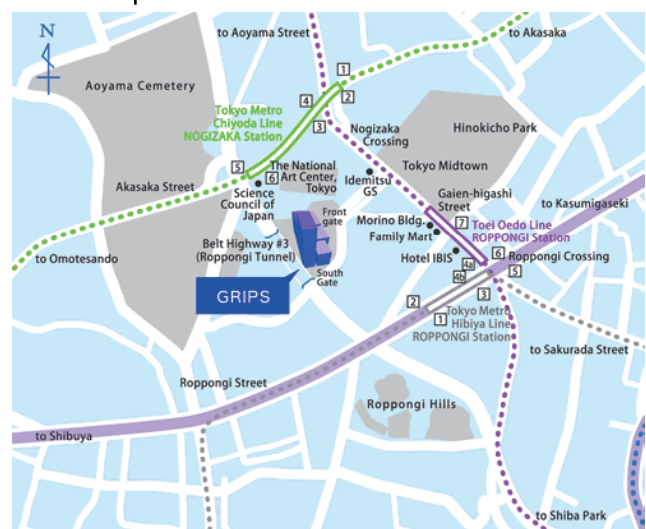 to Aoyama Street
to Akasaka
N
Aoyama Cemetery
1
2
4
3
Tokyo Metro
Chiyoda Line
NOGIZAKA Station
Nogizaka
Crossing
Hinokicho Park
5
6
The National
Art Center,
Tokyo
Idemitsu
GS
Tokyo Midtown
Akasaka Street
Science
Council of
Japan
Gaien-higashi
Street
to Kasumigaseki
Front
gate
Morino Bldg.
Family Mart
7
Toei Oedo Line
ROPPONGI Station
Belt Highway #3
(Roppongi Tunnel)
Hotel IBIS
6
Roppongi Crossing
to Omotesando
4a
4b
5
South
Gate
GRIPS
2
3
1
Tokyo Metro
Hibiya Line
ROPPONGI Station
to Sakurada Street
Roppongi Street
Roppongi Hills
to Shibuya
to Shiba Park